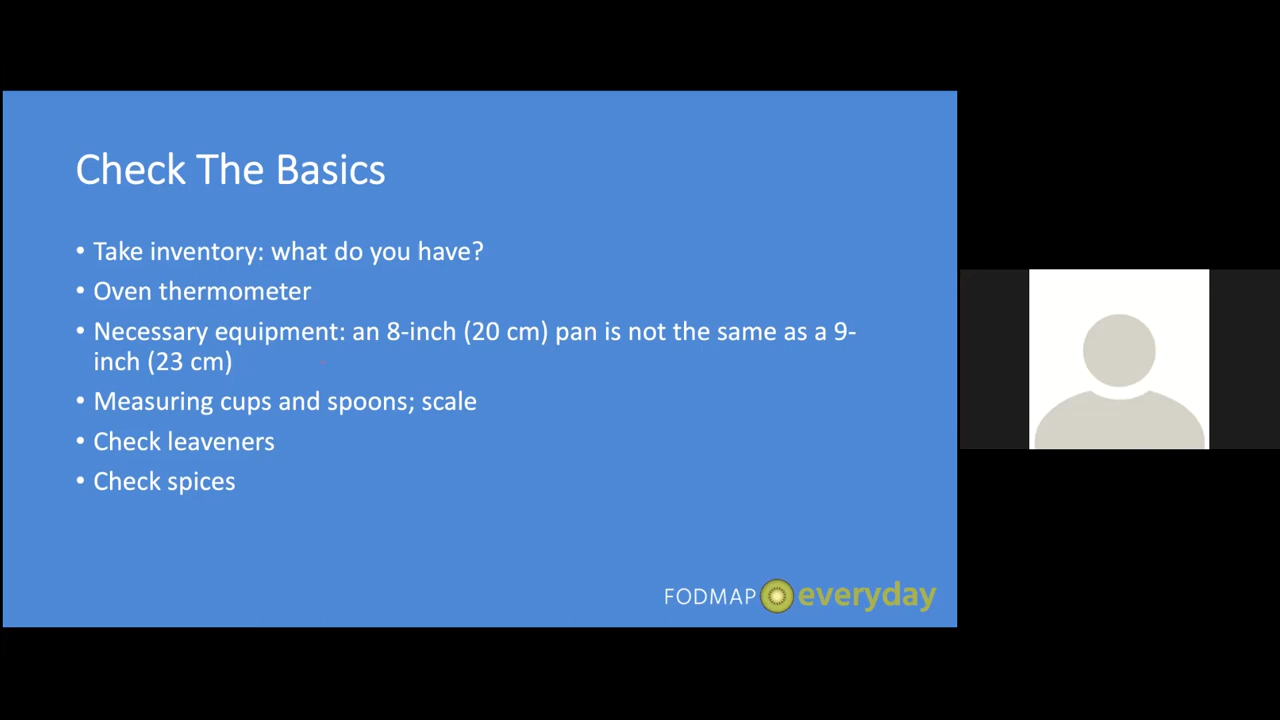 Check The Basics
• Take inventory: what do you have?
• Oven thermometer
• Necessary equipment: an 8-inch (20 cm) pan is not the same as a 9-
inch (23 cm)
• Measuring cups and spoons; scale
• Check leaveners
• Check spices
FODMAP everyday